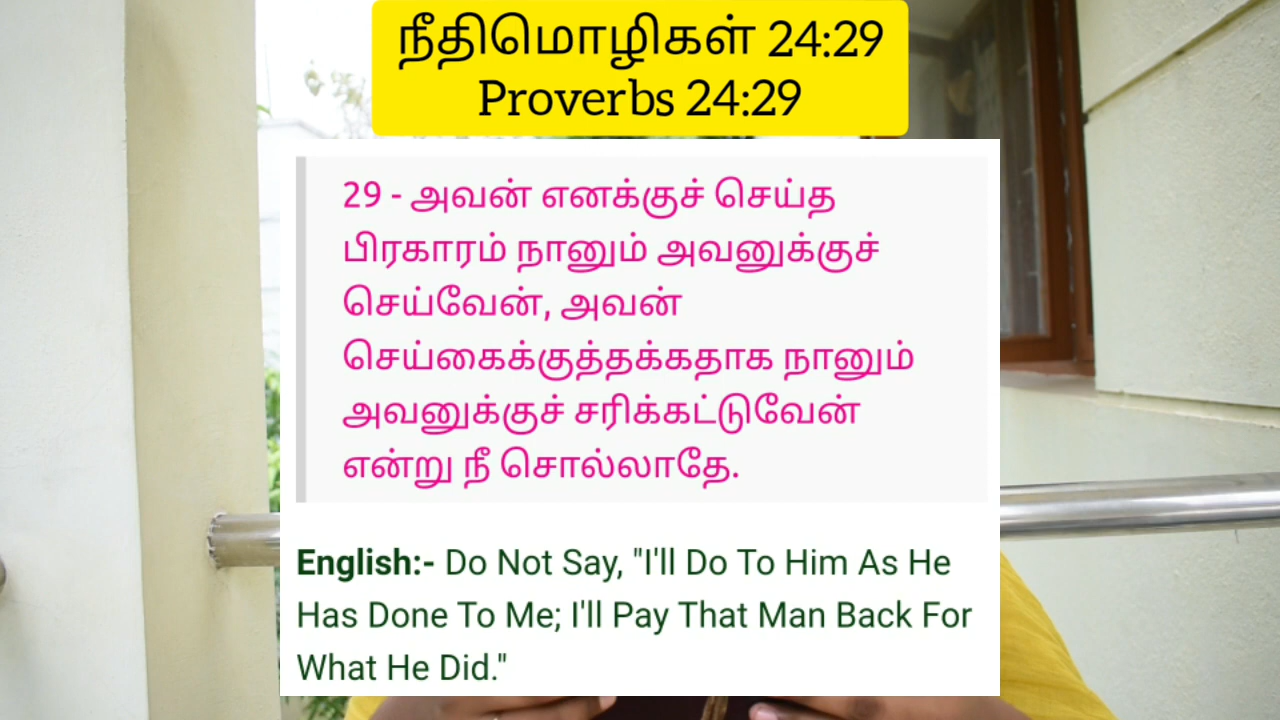 நீதிமொழிகள் 24:29
Proverbs 24:29
29 - அவன் எனக்குச் செய்த
பிரகாரம் நானும் அவனுக்குச்
செய்வேன், அவன்
செய்கைக்குத்தக்கதாக நானும்
அவனுக்குச் சரிக்கட்டுவேன்
என்று நீ சொல்லாதே.
English:- Do Not Say, "I'll Do To Him As He
Has Done To Me; I'll Pay That Man Back For
What He Did."